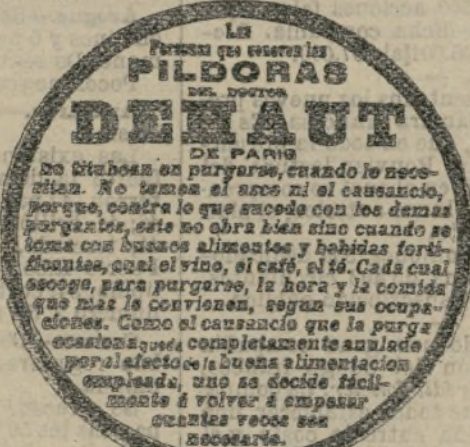 Las
Personas que conocen las
PILDORAS
DEL DOCTOR
DEHAUT
DE PARIS
no titubean en purgarse, cuando lo nece-
sitan. No temen el asco ni el causancio,
porque, contra lo que sucede con los demas
purgantes, este no obra bien sino cuando se
toma con buenos alimentos y bebidas forti-
ficantes, cual el vino, el café, el té. Cada cual
escoge, para purgarse, la hora y la comida
que mas le convienen, segun sus ocupa-
ciones. Como el causancio que la purga
ocasiona queda completamente anulado
por el efecto de la buena alimentacion
empleada, uno se decide fácil-
mente á volver á empezar
cuantas veces sea
necesario.